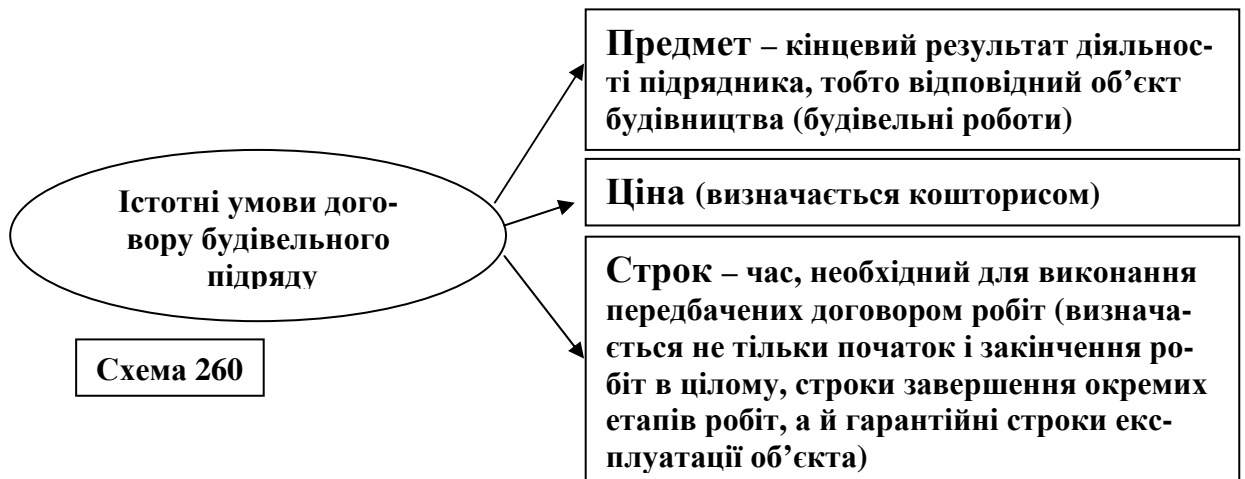 Істотні умови дого-
вору будівельного
підряду
Схема 260
Предмет – кінцевий результат діяльнос-
ті підрядника, тобто відповідний об’єкт
будівництва (будівельні роботи)
Ціна (визначається кошторисом)
Строк – час, необхідний для виконання
передбачених договором робіт (визнача-
ється не тільки початок і закінчення ро-
біт в цілому, строки завершення окремих
етапів робіт, а й гарантійні строки екс-
плуатації об’єкта)